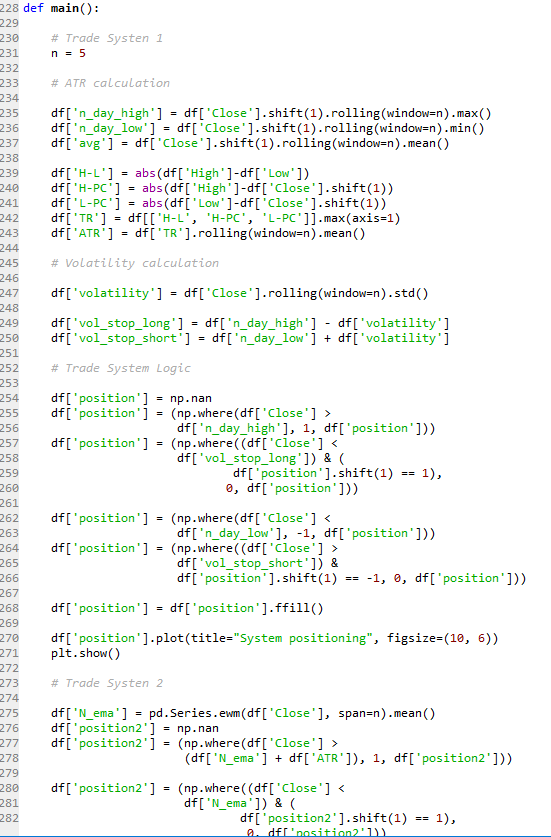 228 def main():
229
230     # Trade Systen 1
231     n = 5
232
233     # ATR calculation
234
235     df['n_day_high'] = df['Close'].shift(1).rolling(window=n).max()
236     df['n_day_low'] = df['Close'].shift(1).rolling(window=n).min()
237     df['avg'] = df['Close'].shift(1).rolling(window=n).mean()
238
239     df['H-L'] = abs(df['High']-df['Low'])
240     df['H-PC'] = abs(df['High']-df['Close'].shift(1))
241     df['L-PC'] = abs(df['Low']-df['Close'].shift(1))
242     df['TR'] = df[['H-L', 'H-PC', 'L-PC']].max(axis=1)
243     df['ATR'] = df['TR'].rolling(window=n).mean()
244
245     # Volatility calculation
246
247     df['volatility'] = df['Close'].rolling(window=n).std()
248
249     df['vol_stop_long'] = df['n_day_high'] - df['volatility']
250     df['vol_stop_short'] = df['n_day_low'] + df['volatility']
251
252     # Trade System Logic
253
254     df['position'] = np.nan
255     df['position'] = (np.where(df['Close'] >
256                      df['n_day_high'], 1, df['position']))
257     df['position'] = (np.where((df['Close'] <
258                      df['vol_stop_long']) & (
259                             df['position'].shift(1) == 1),
260                            0, df['position']))
261
262     df['position'] = (np.where(df['Close'] <
263                      df['n_day_low'], -1, df['position']))
264     df['position'] = (np.where((df['Close'] >
265                      df['vol_stop_short']) &
266                      df['position'].shift(1) == -1, 0, df['position']))
267
268     df['position'] = df['position'].ffill()
269
270     df['position'].plot(title="System positioning", figsize=(10, 6))
271     plt.show()
272
273     # Trade Systen 2
274
275     df['N_ema'] = pd.Series.ewm(df['Close'], span=n).mean()
276     df['position2'] = np.nan
277     df['position2'] = (np.where(df['Close'] >
278                       (df['N_ema'] + df['ATR']), 1, df['position2']))
279
280     df['position2'] = (np.where((df['Close'] <
281                       df['N_ema']) & (
282                              df['position2'].shift(1) == 1),
                               0, df['position2']))